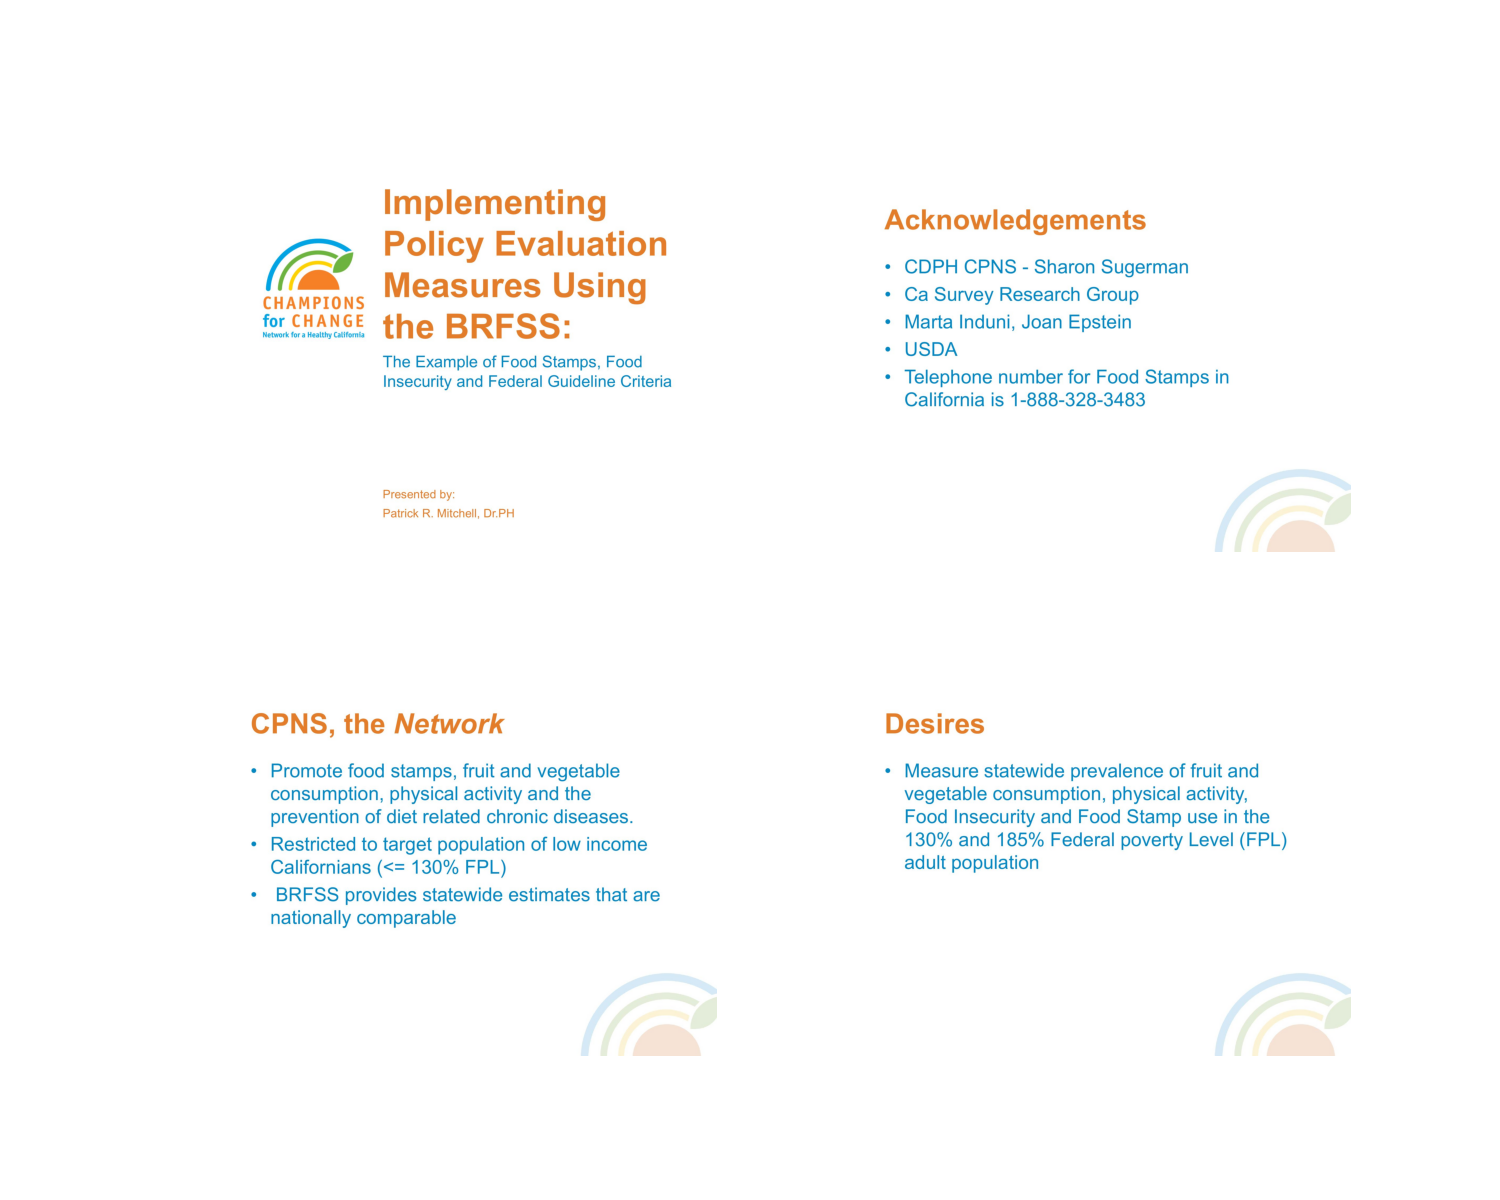 Implementing
Policy Evaluation
Measures Using
the BRFSS:
The Example of Food Stamps, Food
Insecurity and Federal Guideline Criteria
CHAMPIONS
for CHANGE
Network for a Healthy California
Presented by:
Patrick R. Mitchell, Dr.PH
Acknowledgements
• CDPH CPNS - Sharon Sugerman
• Ca Survey Research Group
• Marta Induni, Joan Epstein
• USDA
• Telephone number for Food Stamps in
California is 1-888-328-3483
CPNS, the Network
• Promote food stamps, fruit and vegetable
consumption, physical activity and the
prevention of diet related chronic diseases.
• Restricted to target population of low income
Californians (<= 130% FPL)
• BRFSS provides statewide estimates that are
nationally comparable
Desires
• Measure statewide prevalence of fruit and
vegetable consumption, physical activity,
Food Insecurity and Food Stamp use in the
130% and 185% Federal poverty Level (FPL)
adult population